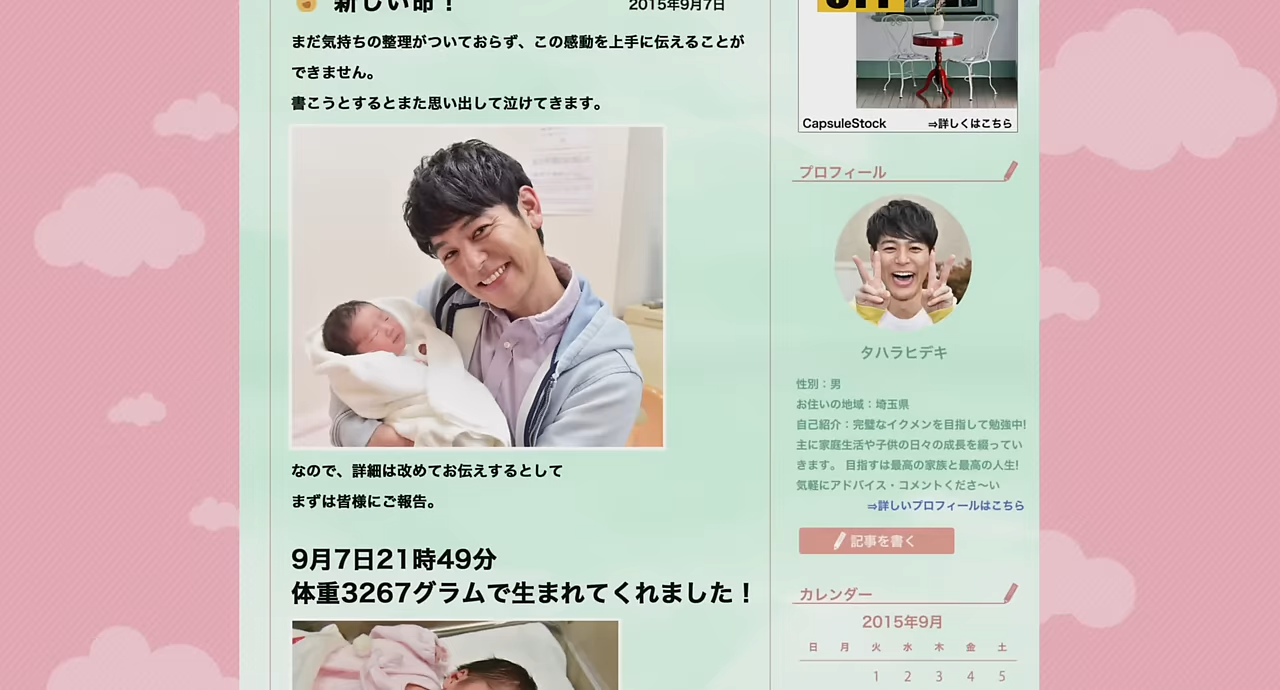 新しい命！
2015年9月7日
まだ気持ちの整理がついておらず、この感動を上手に伝えることが
できません。
書こうとするとまた思い出して泣けてきます。
なので、詳細は改めてお伝えするとして
まずは皆様にご報告。
9月7日21時49分
体重3267グラムで生まれてくれました！
CapsuleStock
⇒詳しくはこちら
プロフィール
タハラヒデキ
性別：男
お住いの地域：埼玉県
自己紹介：完璧なイクメンを目指して勉強中!
主に家庭生活や子供の日々の成長を綴ってい
きます。 目指すは最高の家族と最高の人生!
気軽にアドバイス・コメントくださ〜い
⇒詳しいプロフィールはこちら
記事を書く
カレンダー
2015年9月
日 月 火 水 木 金 土
1 2 3 4 5